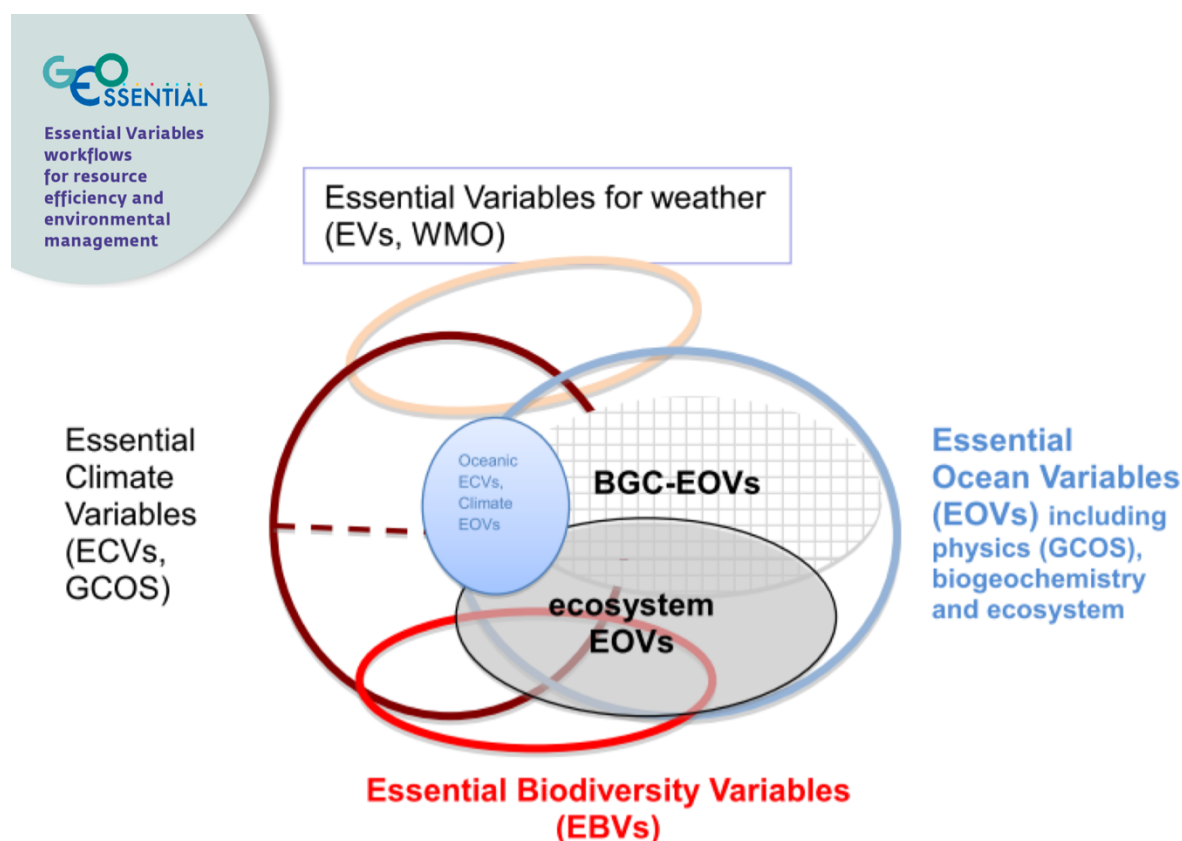 GEO
ESSENTIAL
Essential Variables
workflows
for resource
efficiency and
environmental
management
Essential Variables for weather
(EVs, WMO)
Essential
Climate
Variables
(ECVs,
GCOS)
Oceanic
ECVs,
Climate
EOVs
BGC-EOVs
ecosystem
EOVs
Essential
Ocean Variables
(EOVs) including
physics (GCOS),
biogeochemistry
and ecosystem
Essential Biodiversity Variables
(EBVs)